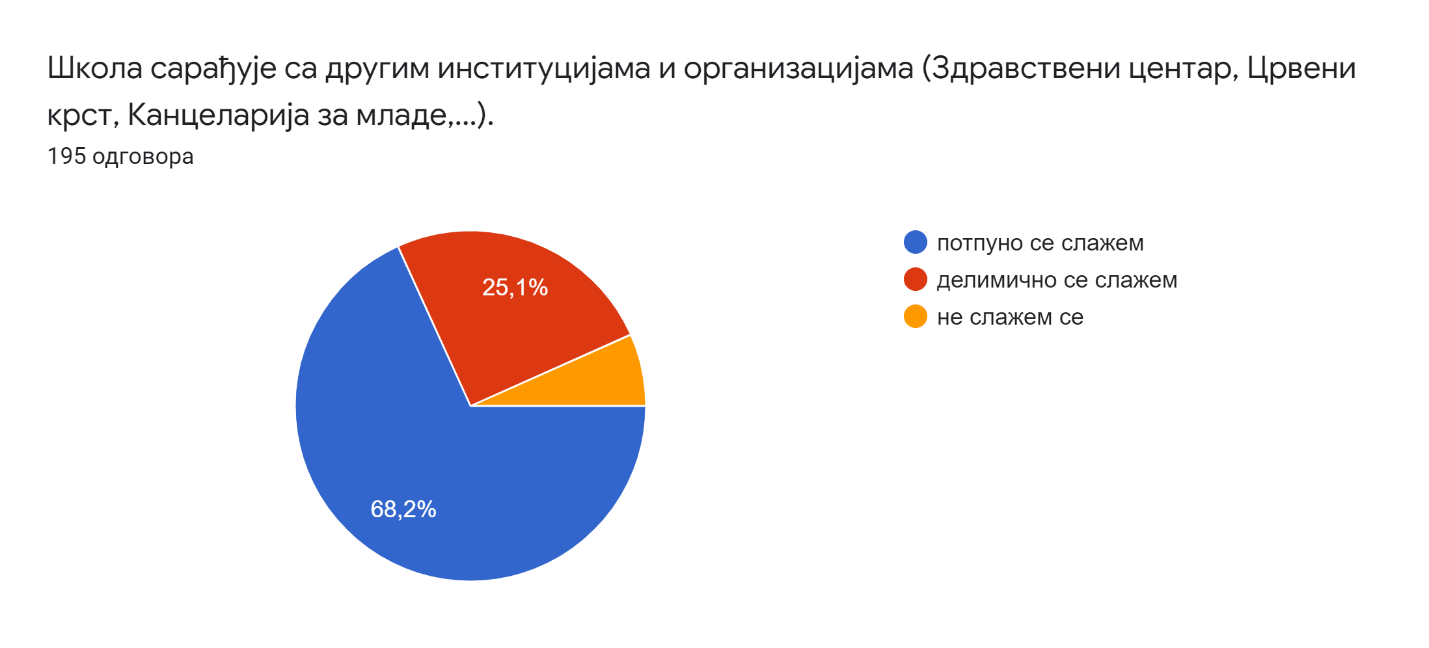 Школа сарађује са другим институцијама и организацијама (Здравствени центар, Црвени
крст, Канцеларија за младе,...).
195 одговора
25,1%
68,2%
потпуно се слажем
делимично се слажем
не слажем се